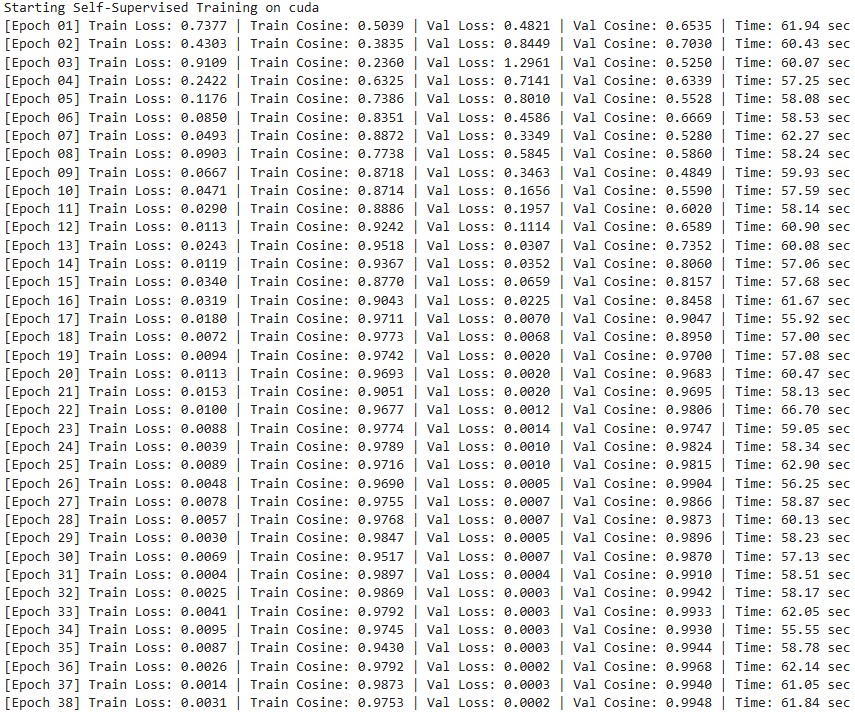 Starting Self-Supervised Training on cuda
[Epoch 01] Train Loss: 0.7377 | Train Cosine: 0.5039 | Val Loss: 0.4821 | Val Cosine: 0.6535 | Time: 61.94 sec
[Epoch 02] Train Loss: 0.4303 | Train Cosine: 0.3835 | Val Loss: 0.8449 | Val Cosine: 0.7030 | Time: 60.43 sec
[Epoch 03] Train Loss: 0.9109 | Train Cosine: 0.2360 | Val Loss: 1.2961 | Val Cosine: 0.5250 | Time: 60.07 sec
[Epoch 04] Train Loss: 0.2422 | Train Cosine: 0.6325 | Val Loss: 0.7141 | Val Cosine: 0.6339 | Time: 57.25 sec
[Epoch 05] Train Loss: 0.1176 | Train Cosine: 0.7386 | Val Loss: 0.8010 | Val Cosine: 0.5528 | Time: 58.08 sec
[Epoch 06] Train Loss: 0.0850 | Train Cosine: 0.8351 | Val Loss: 0.4586 | Val Cosine: 0.6669 | Time: 58.53 sec
[Epoch 07] Train Loss: 0.0493 | Train Cosine: 0.8872 | Val Loss: 0.3349 | Val Cosine: 0.5280 | Time: 62.27 sec
[Epoch 08] Train Loss: 0.0903 | Train Cosine: 0.7738 | Val Loss: 0.5845 | Val Cosine: 0.5860 | Time: 58.24 sec
[Epoch 09] Train Loss: 0.0667 | Train Cosine: 0.8718 | Val Loss: 0.3463 | Val Cosine: 0.4849 | Time: 59.93 sec
[Epoch 10] Train Loss: 0.0471 | Train Cosine: 0.8714 | Val Loss: 0.1656 | Val Cosine: 0.5590 | Time: 57.59 sec
[Epoch 11] Train Loss: 0.0290 | Train Cosine: 0.8886 | Val Loss: 0.1957 | Val Cosine: 0.6020 | Time: 58.14 sec
[Epoch 12] Train Loss: 0.0113 | Train Cosine: 0.9242 | Val Loss: 0.1114 | Val Cosine: 0.6589 | Time: 60.90 sec
[Epoch 13] Train Loss: 0.0243 | Train Cosine: 0.9518 | Val Loss: 0.0307 | Val Cosine: 0.7352 | Time: 60.08 sec
[Epoch 14] Train Loss: 0.0119 | Train Cosine: 0.9367 | Val Loss: 0.0352 | Val Cosine: 0.8060 | Time: 57.06 sec
[Epoch 15] Train Loss: 0.0340 | Train Cosine: 0.8770 | Val Loss: 0.0659 | Val Cosine: 0.8157 | Time: 57.68 sec
[Epoch 16] Train Loss: 0.0319 | Train Cosine: 0.9043 | Val Loss: 0.0225 | Val Cosine: 0.8458 | Time: 61.67 sec
[Epoch 17] Train Loss: 0.0180 | Train Cosine: 0.9711 | Val Loss: 0.0070 | Val Cosine: 0.9047 | Time: 55.92 sec
[Epoch 18] Train Loss: 0.0072 | Train Cosine: 0.9773 | Val Loss: 0.0068 | Val Cosine: 0.8950 | Time: 57.00 sec
[Epoch 19] Train Loss: 0.0094 | Train Cosine: 0.9742 | Val Loss: 0.0020 | Val Cosine: 0.9700 | Time: 57.08 sec
[Epoch 20] Train Loss: 0.0113 | Train Cosine: 0.9693 | Val Loss: 0.0020 | Val Cosine: 0.9683 | Time: 60.47 sec
[Epoch 21] Train Loss: 0.0153 | Train Cosine: 0.9051 | Val Loss: 0.0020 | Val Cosine: 0.9695 | Time: 58.13 sec
[Epoch 22] Train Loss: 0.0100 | Train Cosine: 0.9677 | Val Loss: 0.0012 | Val Cosine: 0.9806 | Time: 66.70 sec
[Epoch 23] Train Loss: 0.0088 | Train Cosine: 0.9774 | Val Loss: 0.0014 | Val Cosine: 0.9747 | Time: 59.05 sec
[Epoch 24] Train Loss: 0.0039 | Train Cosine: 0.9789 | Val Loss: 0.0010 | Val Cosine: 0.9824 | Time: 58.34 sec
[Epoch 25] Train Loss: 0.0089 | Train Cosine: 0.9716 | Val Loss: 0.0010 | Val Cosine: 0.9815 | Time: 62.90 sec
[Epoch 26] Train Loss: 0.0048 | Train Cosine: 0.9690 | Val Loss: 0.0005 | Val Cosine: 0.9904 | Time: 56.25 sec
[Epoch 27] Train Loss: 0.0078 | Train Cosine: 0.9755 | Val Loss: 0.0007 | Val Cosine: 0.9866 | Time: 58.87 sec
[Epoch 28] Train Loss: 0.0057 | Train Cosine: 0.9768 | Val Loss: 0.0007 | Val Cosine: 0.9873 | Time: 60.13 sec
[Epoch 29] Train Loss: 0.0030 | Train Cosine: 0.9847 | Val Loss: 0.0005 | Val Cosine: 0.9896 | Time: 58.23 sec
[Epoch 30] Train Loss: 0.0069 | Train Cosine: 0.9517 | Val Loss: 0.0007 | Val Cosine: 0.9870 | Time: 57.13 sec
[Epoch 31] Train Loss: 0.0004 | Train Cosine: 0.9897 | Val Loss: 0.0004 | Val Cosine: 0.9910 | Time: 58.51 sec
[Epoch 32] Train Loss: 0.0025 | Train Cosine: 0.9869 | Val Loss: 0.0003 | Val Cosine: 0.9942 | Time: 58.17 sec
[Epoch 33] Train Loss: 0.0041 | Train Cosine: 0.9792 | Val Loss: 0.0003 | Val Cosine: 0.9933 | Time: 62.05 sec
[Epoch 34] Train Loss: 0.0095 | Train Cosine: 0.9745 | Val Loss: 0.0003 | Val Cosine: 0.9930 | Time: 55.55 sec
[Epoch 35] Train Loss: 0.0087 | Train Cosine: 0.9430 | Val Loss: 0.0003 | Val Cosine: 0.9944 | Time: 58.78 sec
[Epoch 36] Train Loss: 0.0026 | Train Cosine: 0.9792 | Val Loss: 0.0002 | Val Cosine: 0.9968 | Time: 62.14 sec
[Epoch 37] Train Loss: 0.0014 | Train Cosine: 0.9873 | Val Loss: 0.0003 | Val Cosine: 0.9940 | Time: 61.05 sec
[Epoch 38] Train Loss: 0.0031 | Train Cosine: 0.9753 | Val Loss: 0.0002 | Val Cosine: 0.9948 | Time: 61.84 sec